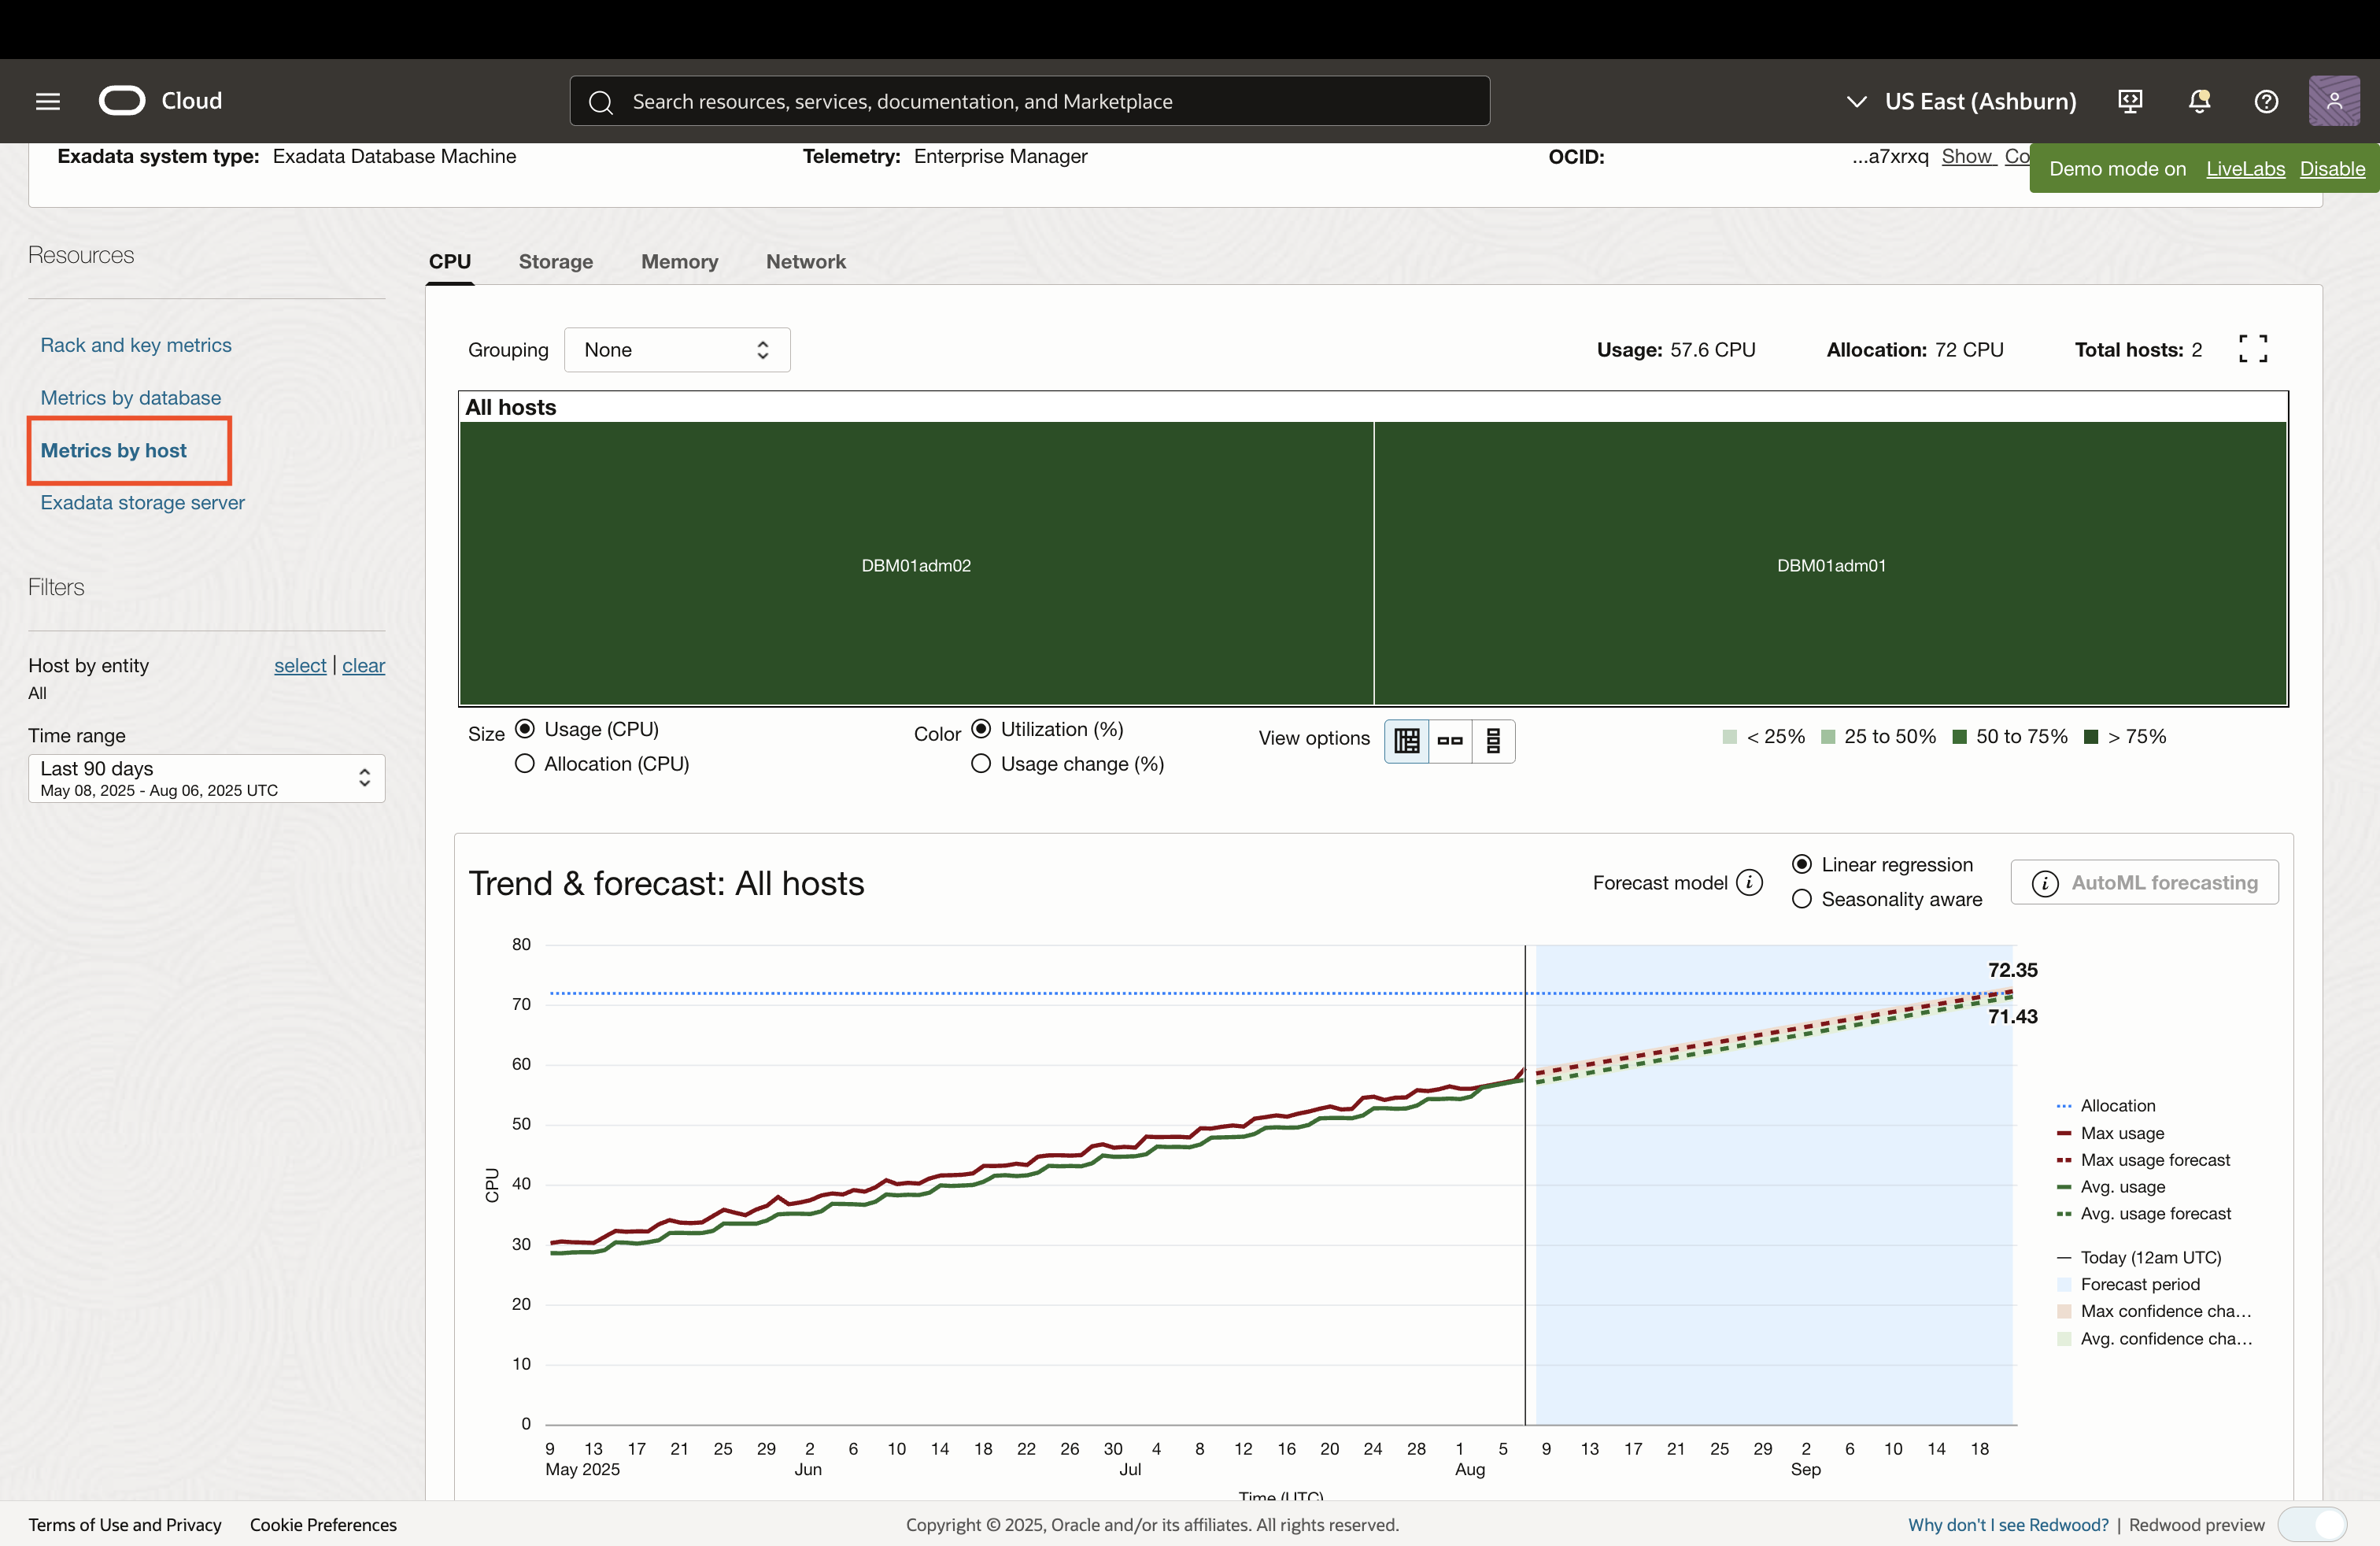 Cloud
Search resources, services, documentation, and Marketplace
US East (Ashburn)
Exadata system type: Exadata Database Machine
Telemetry: Enterprise Manager
OCID: ...a7xrxq Show Co
Demo mode on LiveLabs Disable
Resources
Rack and key metrics
Metrics by database
Metrics by host
Exadata storage server
Filters
Host by entity select | clear
All
Time range
Last 90 days
May 08, 2025 - Aug 06, 2025 UTC
CPU Storage Memory Network
Grouping None
Usage: 57.6 CPU Allocation: 72 CPU Total hosts: 2
All hosts
DBM01adm02 DBM01adm01
Size Usage (CPU)
Allocation (CPU)
Color Utilization (%)
Usage change (%)
View options
< 25% 25 to 50% 50 to 75% > 75%
Trend & forecast: All hosts
Forecast model Linear regression
Seasonality aware
AutoML forecasting
80
70
60
50
40
30
20
10
0
CPU
72.35
71.43
9 13 17 21 25 29 2 6 10 14 18 22 26 30 4 8 12 16 20 24 28 1 5 9 13 17 21 25 29 2 6 10 14 18
May 2025 Jun Jul Aug Sep
Time (UTC)
Allocation
Max usage
Max usage forecast
Avg. usage
Avg. usage forecast
Today (12am UTC)
Forecast period
Max confidence cha...
Avg. confidence cha...
Terms of Use and Privacy Cookie Preferences
Copyright © 2025, Oracle and/or its affiliates. All rights reserved.
Why don't I see Redwood? | Redwood preview